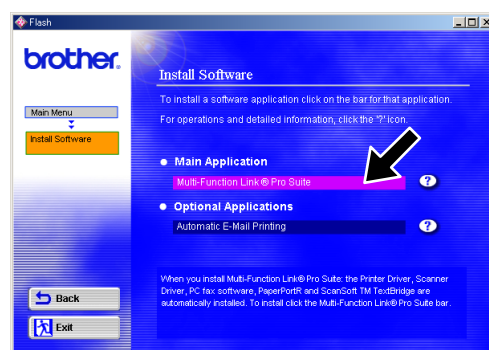 Flash
brother.
Install Software
To install a software application click on the bar for that application.
For operations and detailed information, click the '?' icon.
Main Menu
Install Software
Main Application
Multi-Function Link® Pro Suite
?
Optional Applications
Automatic E-Mail Printing
?
When you install Multi-Function Link® Pro Suite: the Printer Driver, Scanner
Driver, PC fax software, PaperPortR and ScanSoft TM TextBridge are
automatically installed. To install click the Multi-Function Link® Pro Suite bar.
Back
Exit